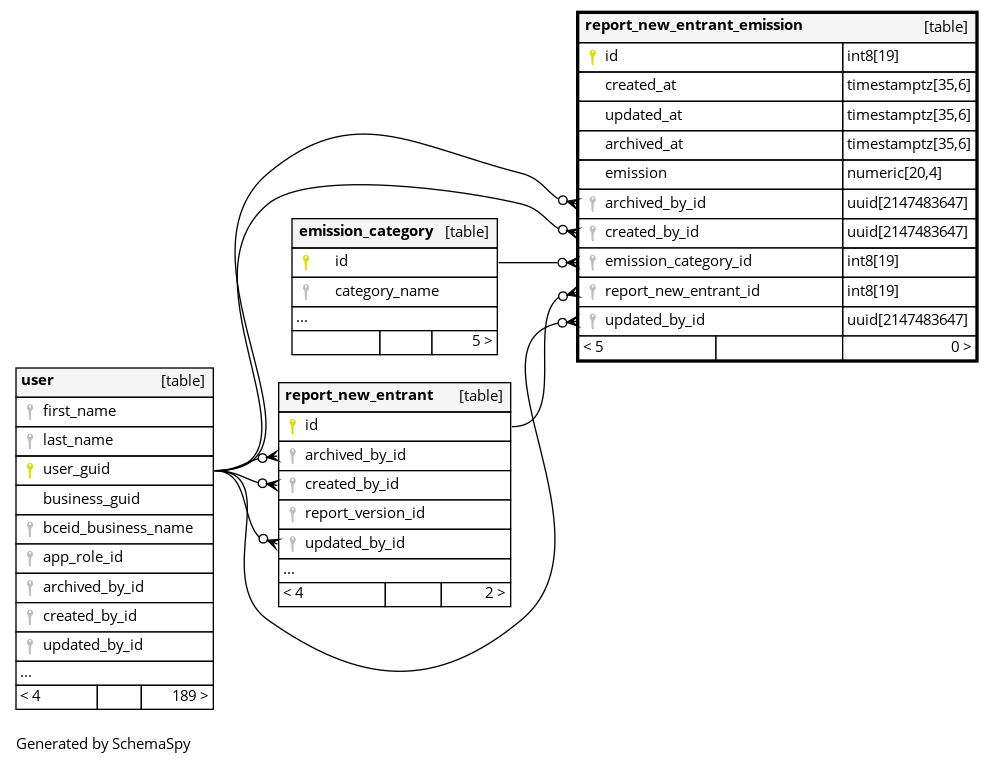 report_new_entrant_emission [table]
id int8[19]
created_at timestamptz[35,6]
updated_at timestamptz[35,6]
archived_at timestamptz[35,6]
emission numeric[20,4]
archived_by_id uuid[2147483647]
created_by_id uuid[2147483647]
emission_category_id int8[19]
report_new_entrant_id int8[19]
updated_by_id uuid[2147483647]
< 5 0 >
emission_category [table]
id
category_name
...
5 >
report_new_entrant [table]
id
archived_by_id
created_by_id
report_version_id
updated_by_id
...
< 4 2 >
user [table]
first_name
last_name
user_guid
business_guid
bceid_business_name
app_role_id
archived_by_id
created_by_id
updated_by_id
...
< 4 189 >
Generated by SchemaSpy